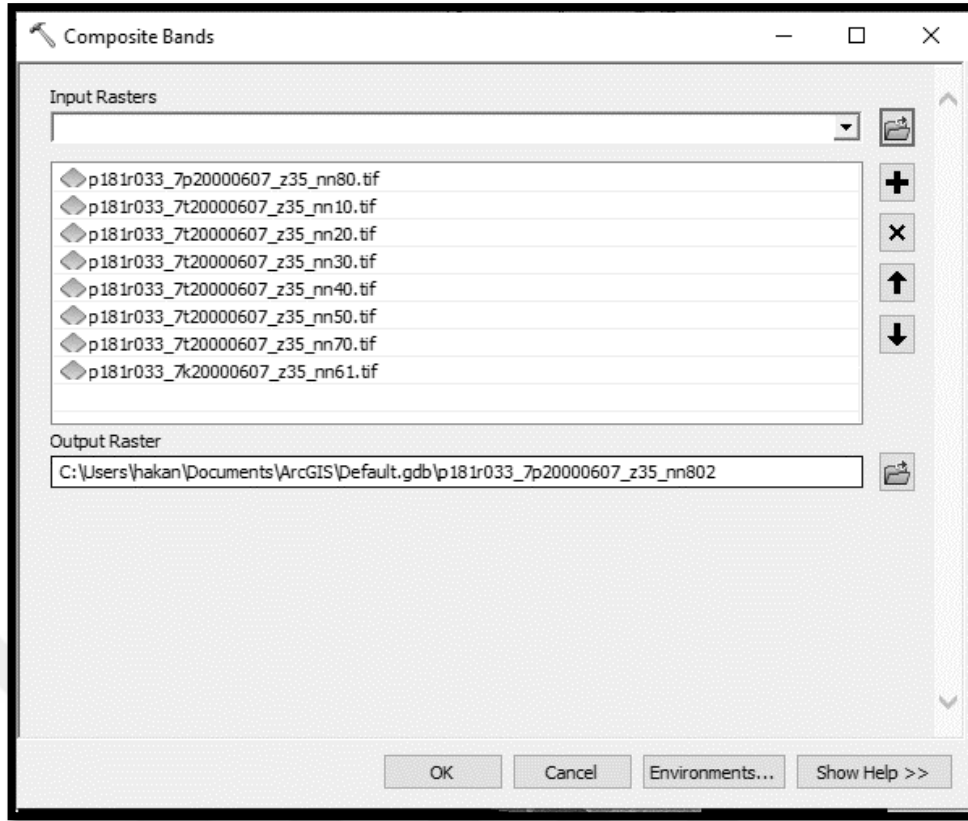 Composite Bands
Input Rasters
p181r033_7p20000607_z35_nn80.tif
p181r033_7t20000607_z35_nn10.tif
p181r033_7t20000607_z35_nn20.tif
p181r033_7t20000607_z35_nn30.tif
p181r033_7t20000607_z35_nn40.tif
p181r033_7t20000607_z35_nn50.tif
p181r033_7t20000607_z35_nn70.tif
p181r033_7k20000607_z35_nn61.tif
Output Raster
C:\Users\hakan\Documents\ArcGIS\Default.gdb\p181r033_7p20000607_z35_nn802
OK Cancel Environments... Show Help >>